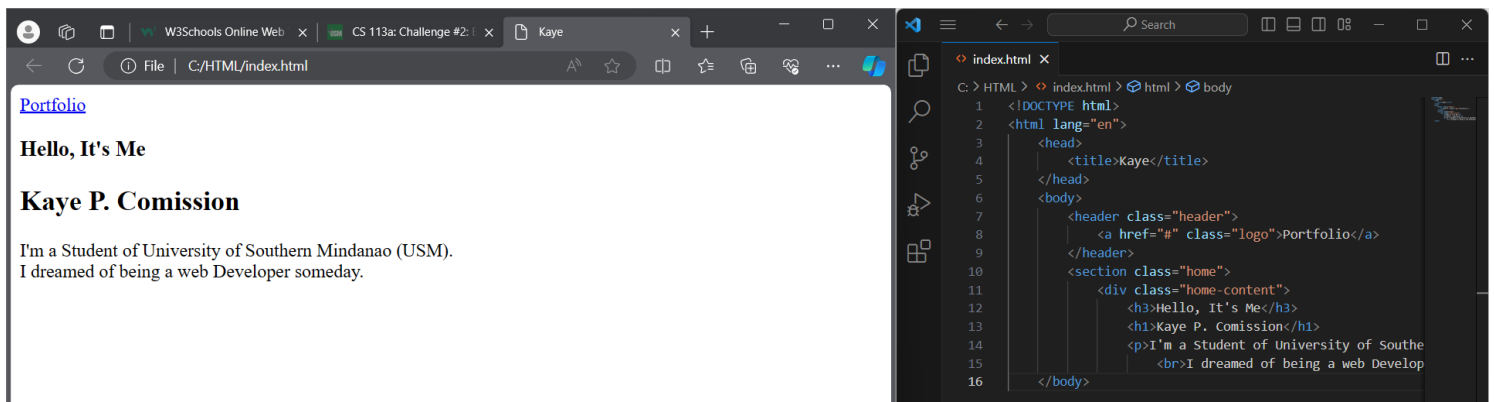 W3Schools Online Web
CS 113a: Challenge #2: E
Kaye
File | C:/HTML/index.html
Portfolio
Hello, It's Me
Kaye P. Comission
I'm a Student of University of Southern Mindanao (USM).
I dreamed of being a web Developer someday.
Search
index.html
C: > HTML > index.html > html > body
1 <!DOCTYPE html>
2 <html lang="en">
3 <head>
4 <title>Kaye</title>
5 </head>
6 <body>
7 <header class="header">
8 <a href="#" class="logo">Portfolio</a>
9 </header>
10 <section class="home">
11 <div class="home-content">
12 <h3>Hello, It's Me</h3>
13 <h1>Kaye P. Comission</h1>
14 <p>I'm a Student of University of Southe
15 <br>I dreamed of being a web Develop
16 </body>